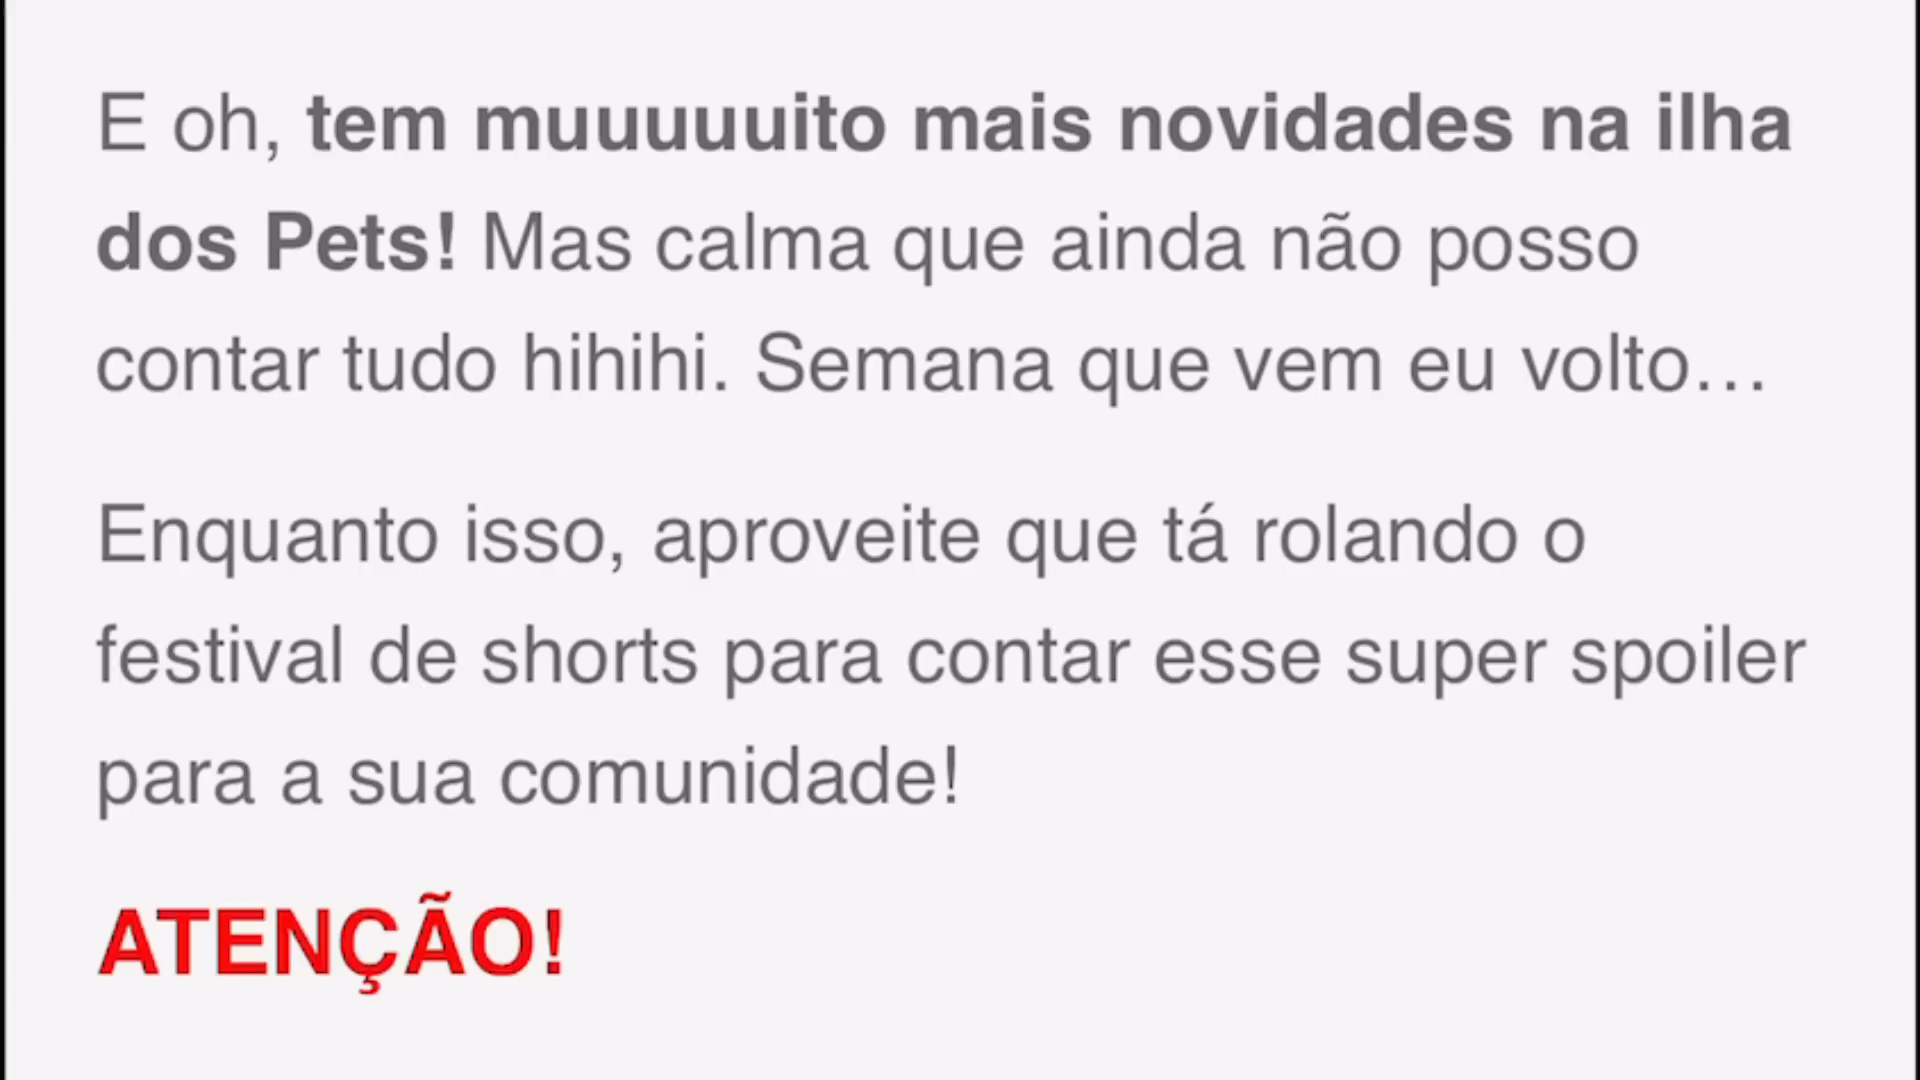 E oh, tem muuuuuito mais novidades na ilha
dos Pets! Mas calma que ainda não posso
contar tudo hihihi. Semana que vem eu volto…
Enquanto isso, aproveite que tá rolando o
festival de shorts para contar esse super spoiler
para a sua comunidade!
ATENÇÃO!